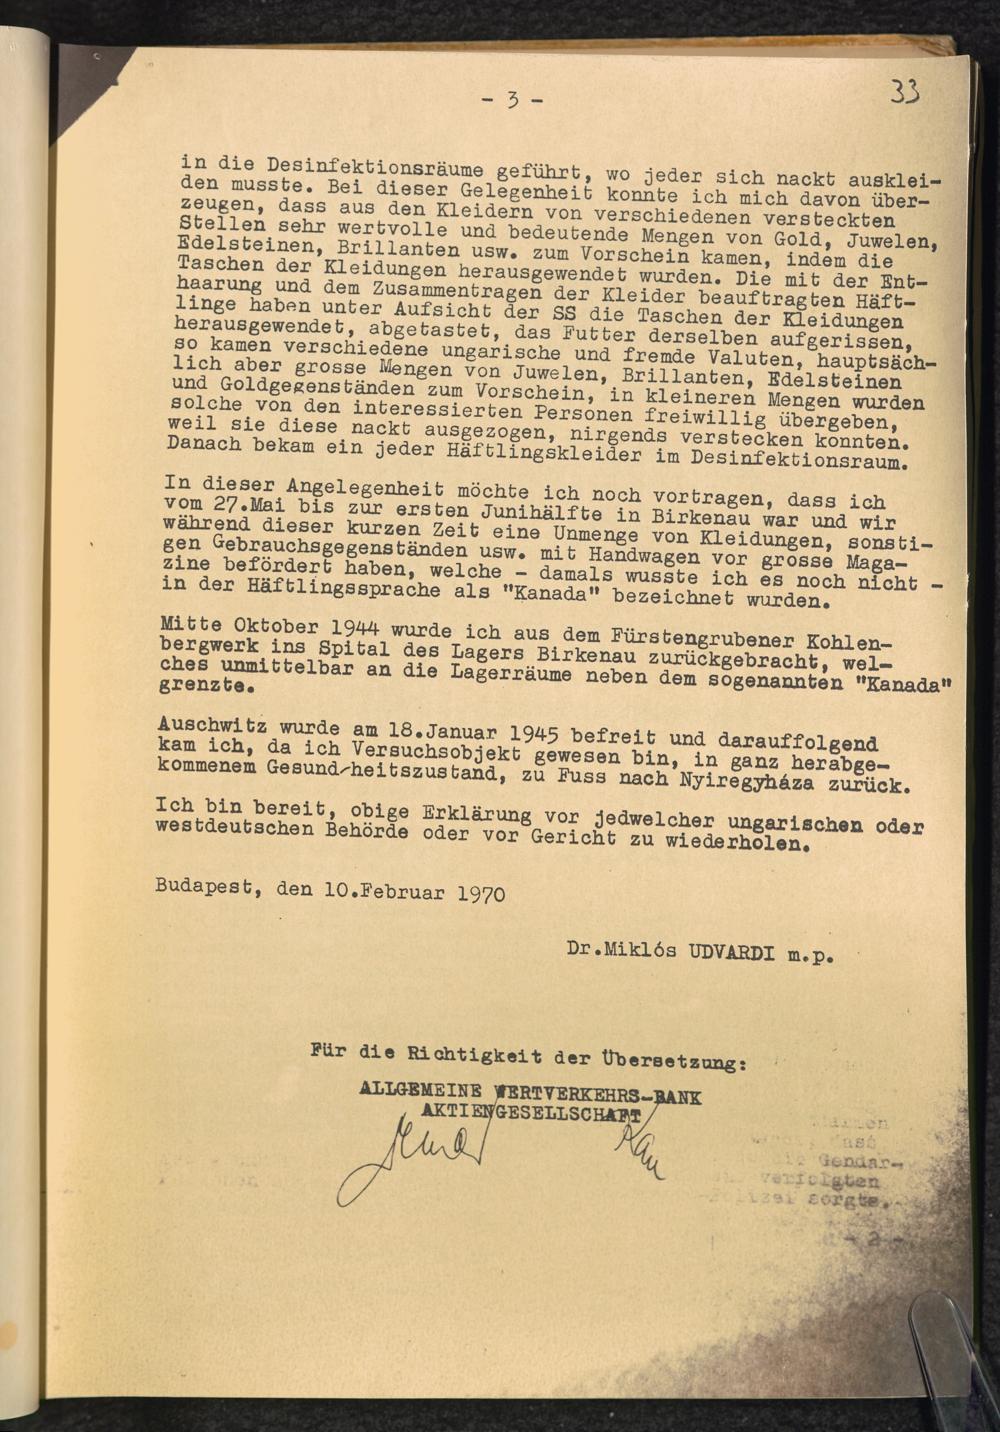 - 3 -
33
in die Desinfektionsräume geführt, wo jeder sich nackt ausklei-
den musste. Bei dieser Gelegenheit konnte ich mich davon über-
zeugen, dass aus den Kleidern von verschiedenen versteckten
Stellen sehr wertvolle und bedeutende Mengen von Gold, Juwelen,
Edelsteinen, Brillanten usw. zum Vorschein kamen, indem die
Taschen der Kleidungen herausgewendet wurden. Die mit der Ent-
haarung und dem Zusammentragen der Kleider beauftragten Häft-
linge haben unter Aufsicht der SS die Taschen der Kleidungen
herausgewendet, abgetastet, das Futter derselben aufgerissen,
so kamen verschiedene ungarische und fremde Valuten, hauptsäch-
lich aber grosse Mengen von Juwelen, Brillanten, Edelsteinen
und Goldgegenständen zum Vorschein, in kleineren Mengen wurden
solche von den interessierten Personen freiwillig übergeben,
weil sie diese nackt ausgezogen, nirgends verstecken konnten.
Danach bekam ein jeder Häftlingskleider im Desinfektionsraum.
In dieser Angelegenheit möchte ich noch vortragen, dass ich
vom 27.Mai bis zur ersten Junihälfte in Birkenau war und wir
während dieser kurzen Zeit eine Unmenge von Kleidungen, sonsti-
gen Gebrauchsgegenständen usw. mit Handwagen vor grosse Maga-
zine befördert haben, welche - damals wusste ich es noch nicht -
in der Häftlingssprache als "Kanada" bezeichnet wurden.
Mitte Oktober 1944 wurde ich aus dem Fürstengrubener Kohlen-
bergwerk ins Spital des Lagers Birkenau zurückgebracht, wel-
ches unmittelbar an die Lagerräume neben dem sogenannten "Kanada"
grenzte.
Auschwitz wurde am 18.Januar 1945 befreit und darauffolgend
kam ich, da ich Versuchsobjekt gewesen bin, in ganz herabge-
kommenem Gesund-heitszustand, zu Fuss nach Nyiregyháza zurück.
Ich bin bereit, obige Erklärung vor jedwelcher ungarischen oder
westdeutschen Behörde oder vor Gericht zu wiederholen.
Budapest, den 10.Februar 1970
Dr.Miklós UDVARDI m.p.
Für die Richtigkeit der Übersetzung:
ALLGEMEINE WERTVERKEHRS-BANK
AKTIENGESELLSCHAFT
Gendar-
verfolgten
sorgte.
- 2 -